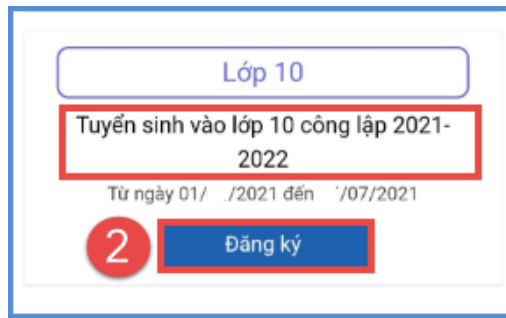 Lớp 10
Tuyển sinh vào lớp 10 công lập 2021-
2022
Từ ngày 01/ /2021 đến /07/2021
2 Đăng ký